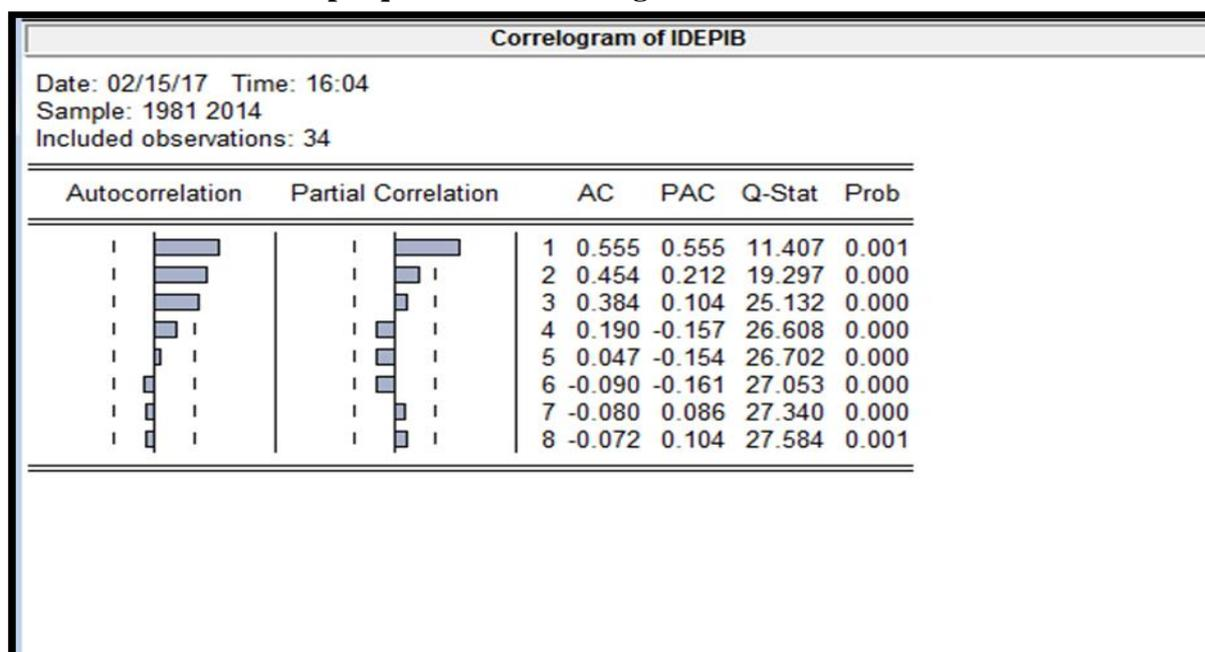 Correlogram of IDEPIB
Date: 02/15/17 Time: 16:04
Sample: 1981 2014
Included observations: 34
Autocorrelation Partial Correlation AC PAC Q-Stat Prob
1 0.555 0.555 11.407 0.001
2 0.454 0.212 19.297 0.000
3 0.384 0.104 25.132 0.000
4 0.190 -0.157 26.608 0.000
5 0.047 -0.154 26.702 0.000
6 -0.090 -0.161 27.053 0.000
7 -0.080 0.086 27.340 0.000
8 -0.072 0.104 27.584 0.001